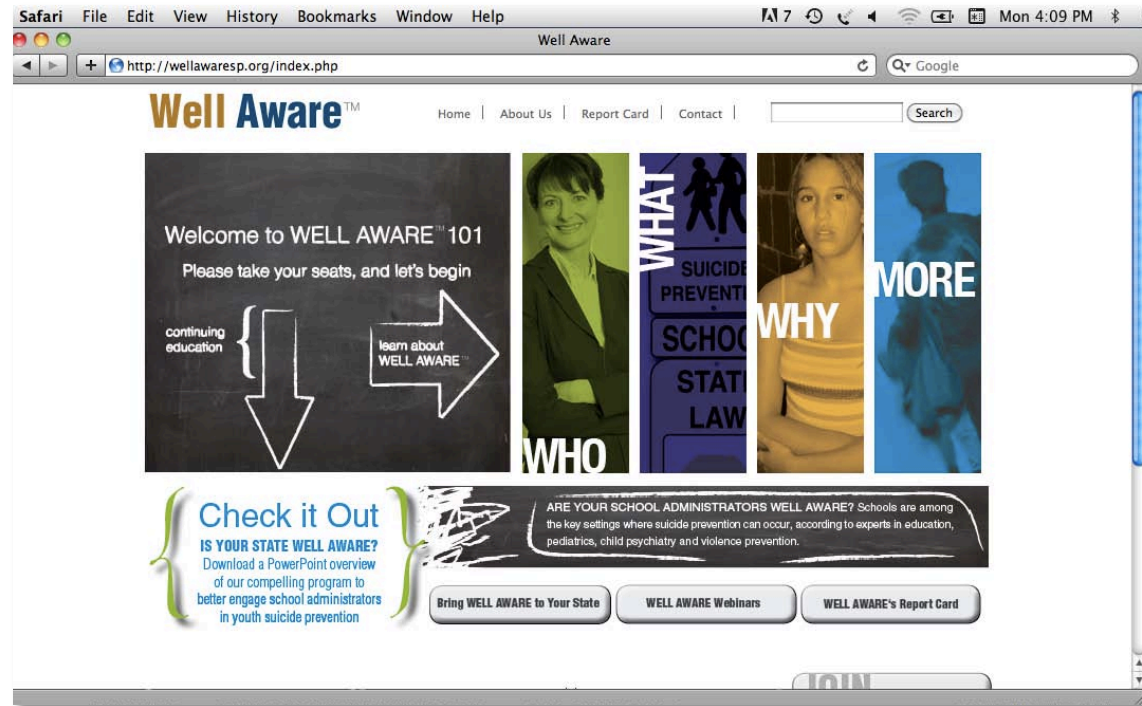 Safari File Edit View History Bookmarks Window Help 7 Mon 4:09 PM
Well Aware
http://wellawaresp.org/index.php Google
Well Aware™
Home | About Us | Report Card | Contact | Search
Welcome to WELL AWARE™ 101
Please take your seats, and let's begin
continuing
education
learn about
WELL AWARE™
WHO
WHAT
SUICIDE
PREVENTI
SCHOO
STATE
LAW
WHY
MORE
Check it Out
IS YOUR STATE WELL AWARE?
Download a PowerPoint overview
of our compelling program to
better engage school administrators
in youth suicide prevention
ARE YOUR SCHOOL ADMINISTRATORS WELL AWARE? Schools are among
the key settings where suicide prevention can occur, according to experts in education,
pediatrics, child psychiatry and violence prevention.
Bring WELL AWARE to Your State
WELL AWARE Webinars
WELL AWARE's Report Card
JOIN